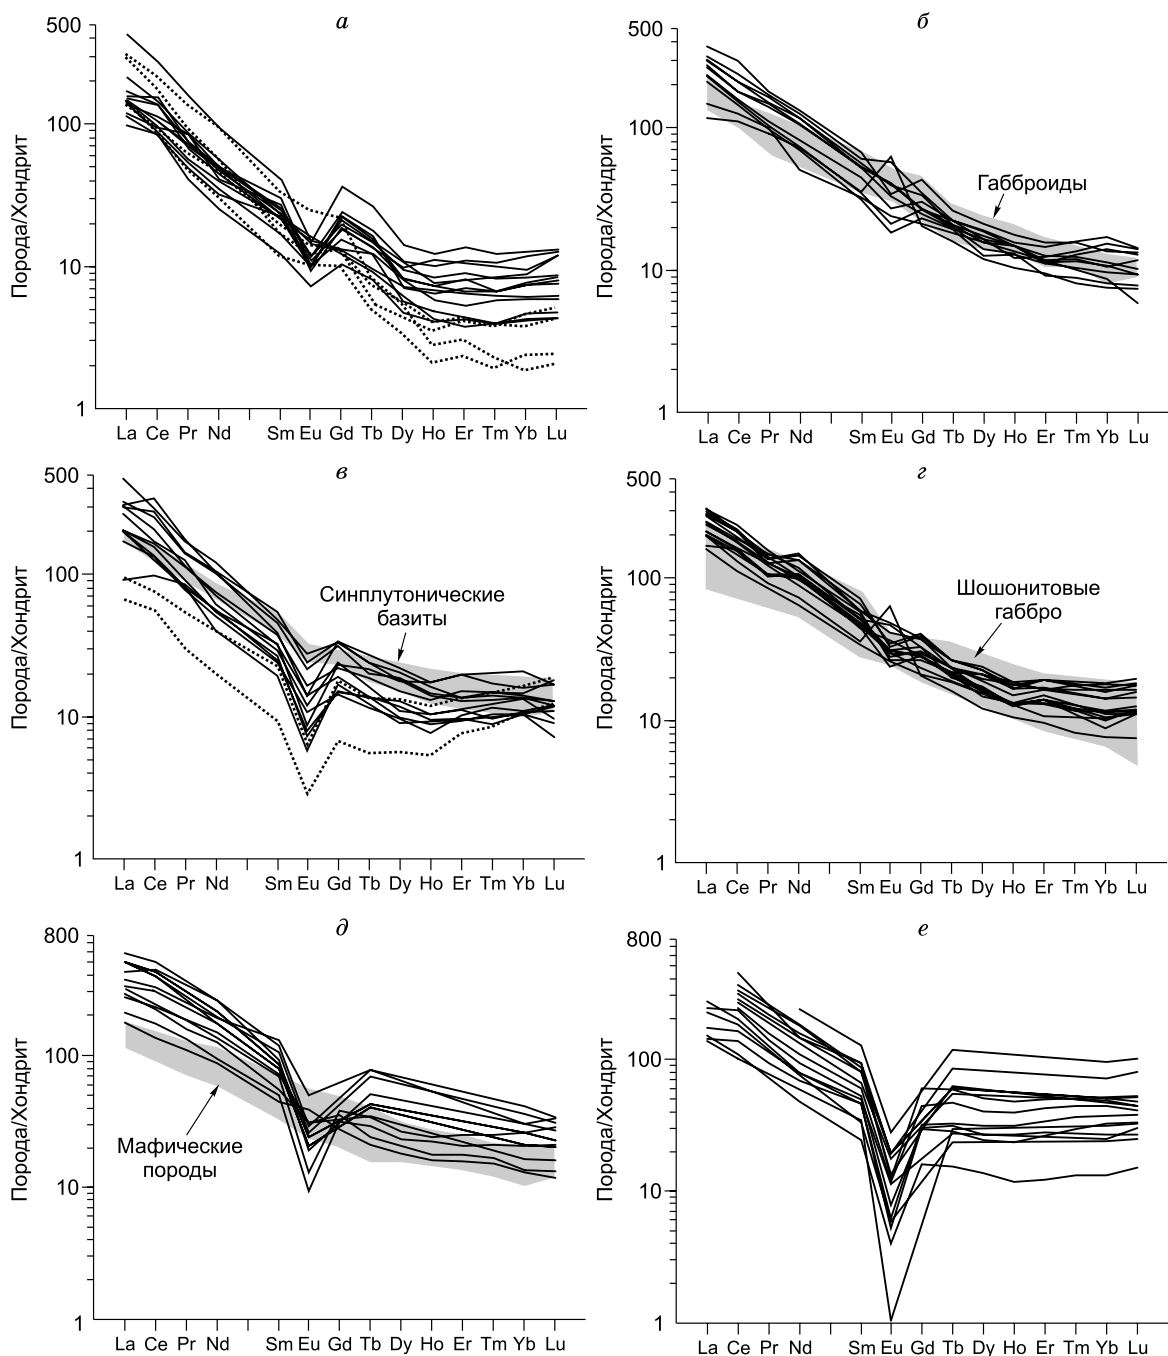 а
500
100
10
1
Порода/Хондрит
La Ce Pr Nd Sm Eu Gd Tb Dy Ho Er Tm Yb Lu
б
500
100
10
1
Порода/Хондрит
Габброиды
La Ce Pr Nd Sm Eu Gd Tb Dy Ho Er Tm Yb Lu
в
500
100
10
1
Порода/Хондрит
Синплутонические
базиты
La Ce Pr Nd Sm Eu Gd Tb Dy Ho Er Tm Yb Lu
г
500
100
10
1
Порода/Хондрит
Шошонитовые
габбро
La Ce Pr Nd Sm Eu Gd Tb Dy Ho Er Tm Yb Lu
д
800
100
10
1
Порода/Хондрит
Мафические
породы
La Ce Pr Nd Sm Eu Gd Tb Dy Ho Er Tm Yb Lu
е
800
100
10
1
Порода/Хондрит
La Ce Pr Nd Sm Eu Gd Tb Dy Ho Er Tm Yb Lu